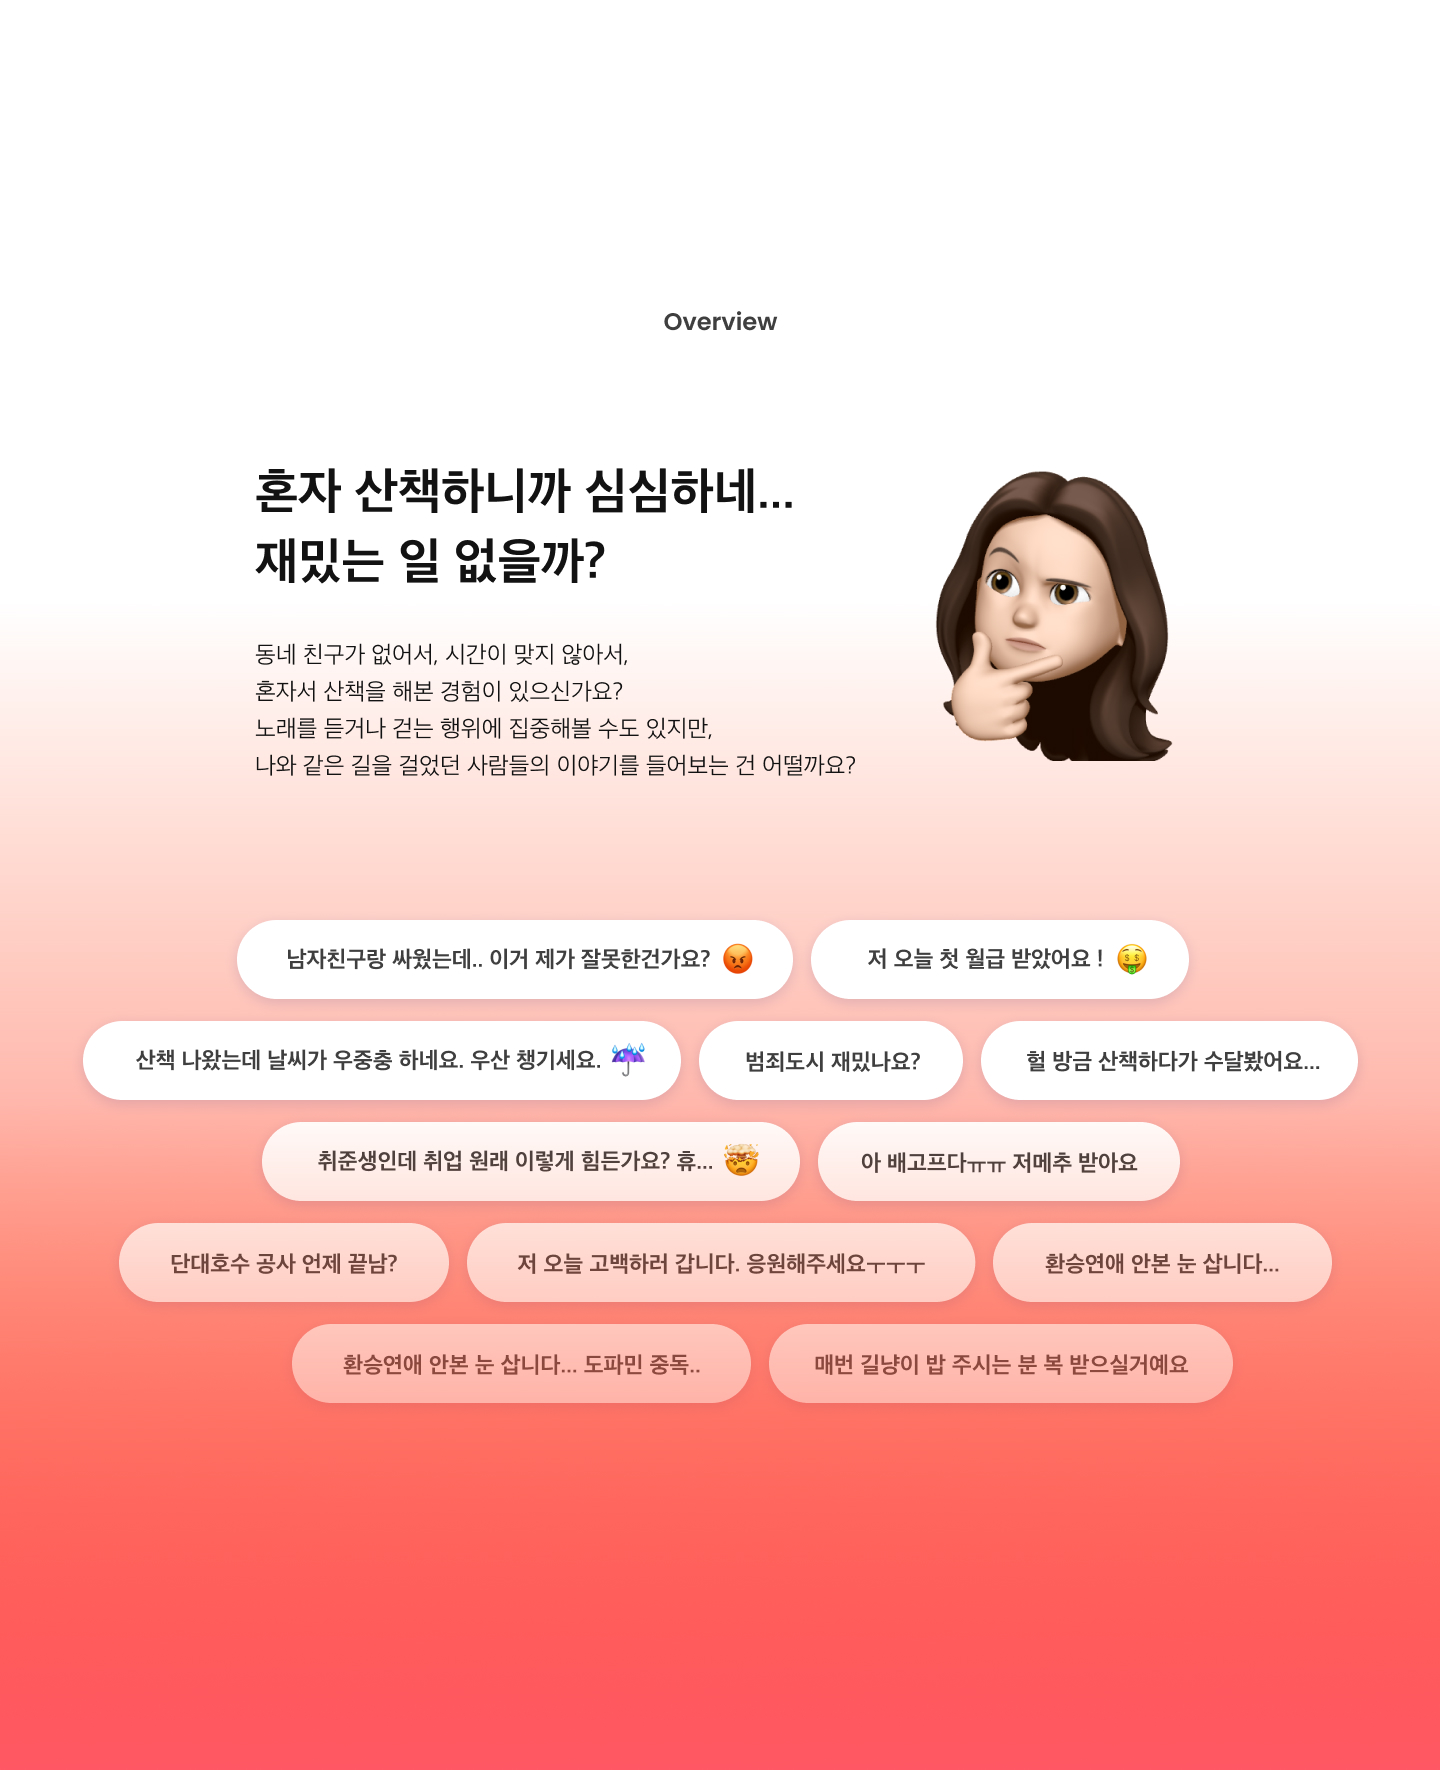 Overview
혼자 산책하니까 심심하네...
재밌는 일 없을까?
동네 친구가 없어서, 시간이 맞지 않아서,
혼자서 산책을 해본 경험이 있으신가요?
노래를 듣거나 걷는 행위에 집중해볼 수도 있지만,
나와 같은 길을 걸었던 사람들의 이야기를 들어보는 건 어떨까요?
남자친구랑 싸웠는데.. 이거 제가 잘못한건가요? 😡
저 오늘 첫 월급 받았어요 ! 🤑
산책 나왔는데 날씨가 우중충 하네요. 우산 챙기세요. ☔
범죄도시 재밌나요?
헐 방금 산책하다가 수달봤어요...
취준생인데 취업 원래 이렇게 힘든가요? 휴... 🤯
아 배고프다ㅠㅠ 저메추 받아요
단대호수 공사 언제 끝남?
저 오늘 고백하러 갑니다. 응원해주세요ㅜㅜㅜ
환승연애 안본 눈 삽니다...
환승연애 안본 눈 삽니다... 도파민 중독..
매번 길냥이 밥 주시는 분 복 받으실거예요